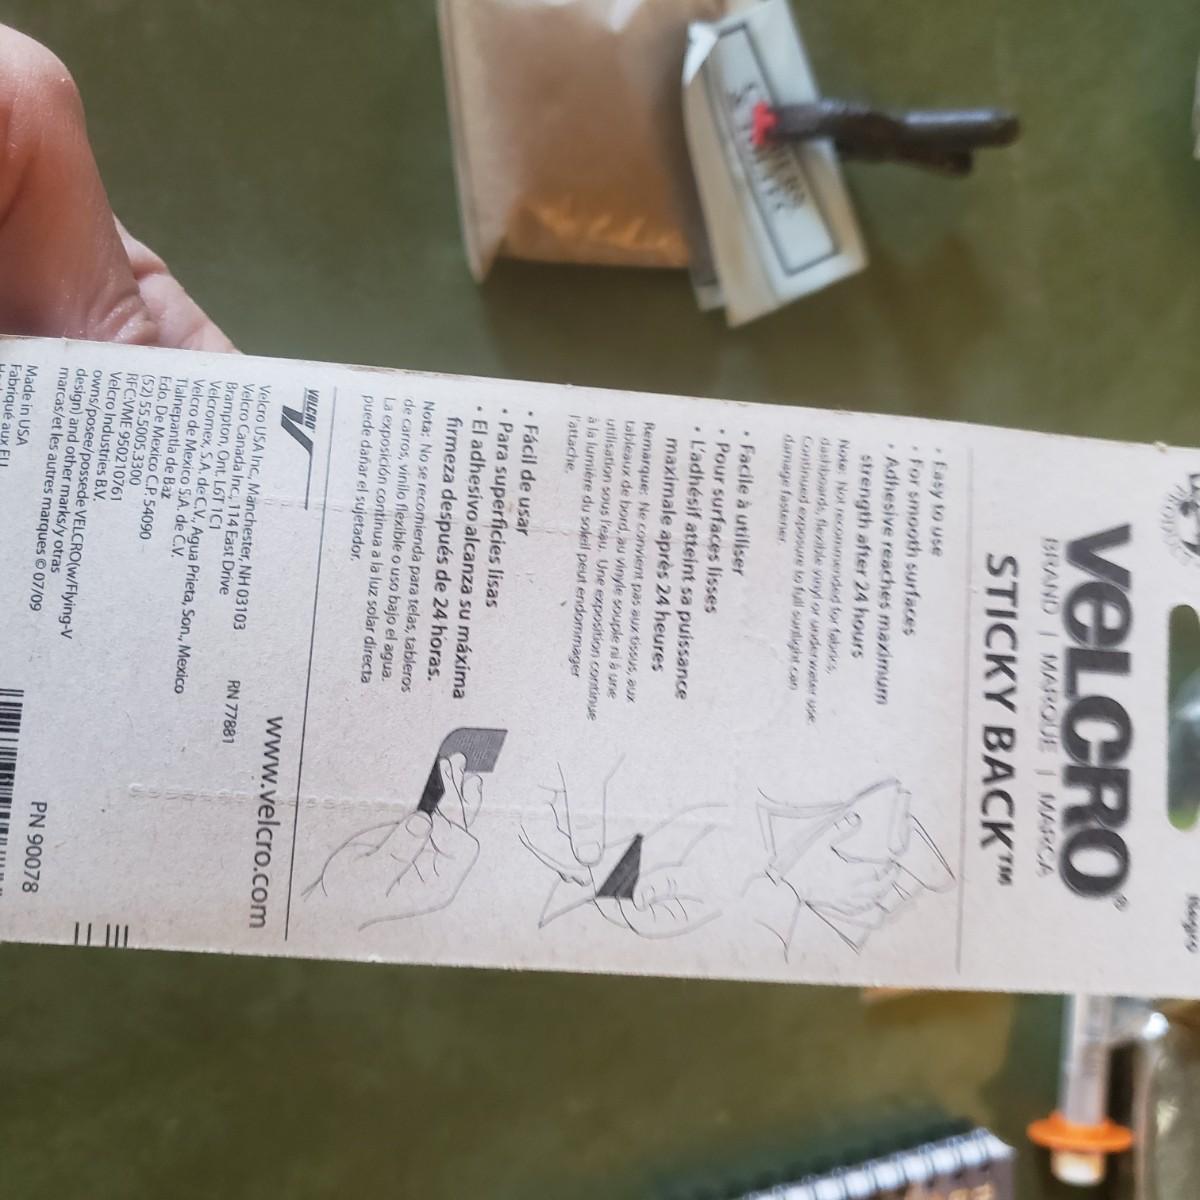 VELCRO®
BRAND | MARQUE | MARCA
STICKY BACK™
• Easy to use
• For smooth surfaces
• Adhesive reaches maximum
strength after 24 hours
Note: Not recommended for fabrics,
dashboards, flexible vinyl or underwater use.
Continued exposure to full sunlight can
damage fastener.
• Facile à utiliser
• Pour surfaces lisses
• L'adhésif atteint sa puissance
maximale après 24 heures
Remarque: Ne convient pas aux tissus, aux
tableaux de bord, au vinyle souple ni à une
utilisation sous l'eau. Une exposition continue
à la lumière du soleil peut endommager
l'attache.
• Fácil de usar
• Para superficies lisas
• El adhesivo alcanza su máxima
firmeza después de 24 horas.
Nota: No se recomienda para telas, tableros
de carros, vinilo flexible o uso bajo el agua.
La exposición continua a la luz solar directa
puede dañar el sujetador.
VELCRO
www.velcro.com
Velcro USA Inc., Manchester, NH 03103
Velcro Canada Inc., 114 East Drive
Brampton, Ont. L6T 1C1 RN 77881
Velcromex, S.A. de C.V., Agua Prieta, Son., Mexico
Velcro de Mexico S.A. de C.V.
Tlalnepantla de Baz
Edo. De Mexico C.P. 54090
(52) 55.5005.3300
RFC:VME 950210761
Velcro Industries B.V.
owns/posee/possede VELCRO(w/Flying-V
design) and other marks/y otras
marcas/et les autres marques © 07/09
Made in USA PN 90078
Fabriqué aux EU